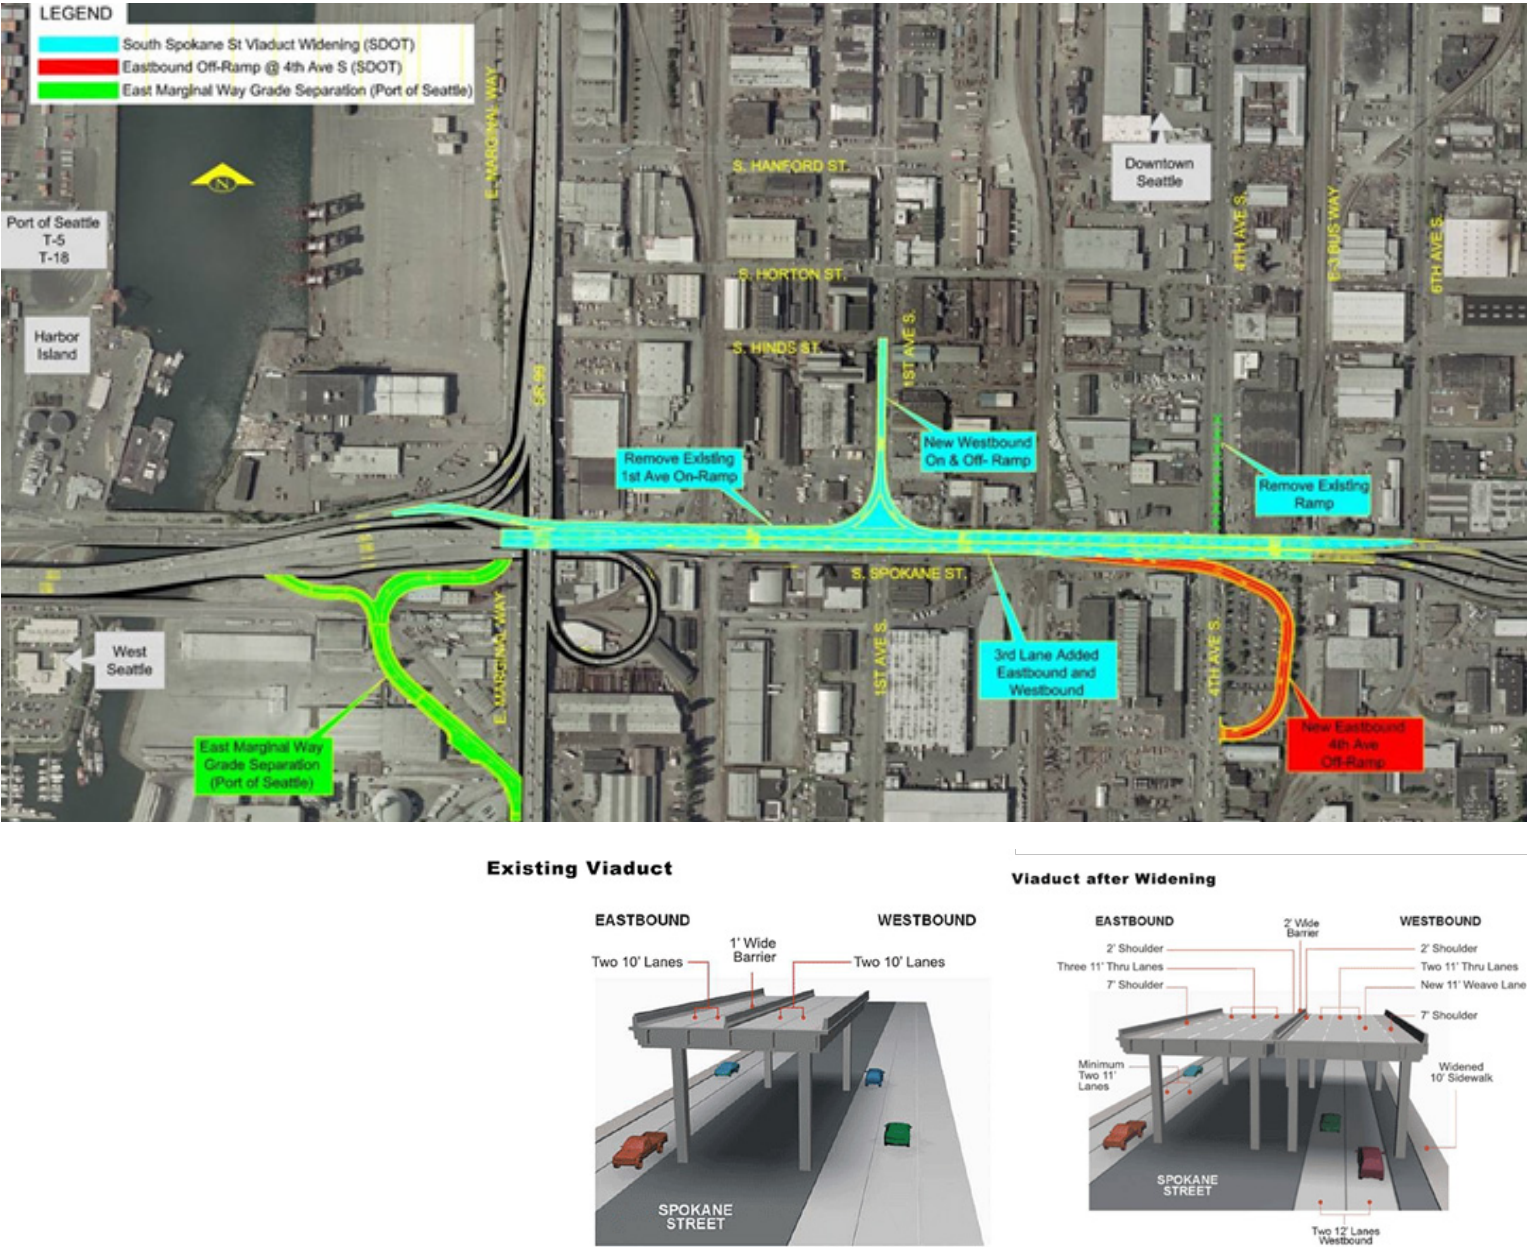 LEGEND
South Spokane St Viaduct Widening (SDOT)
Eastbound Off-Ramp @ 4th Ave S (SDOT)
East Marginal Way Grade Separation (Port of Seattle)
E. MARGINAL WAY
N
Port of Seattle
T-5
T-18
Harbor
Island
S. HANFORD ST.
S. HORTON ST.
S. HINDS ST.
1ST AVE S.
Downtown
Seattle
4TH AVE S.
E-3 BUS WAY
6TH AVE S.
SR 99
Remove Existing
1st Ave On-Ramp
New Westbound
On & Off- Ramp
Remove Existing
Ramp
S. SPOKANE ST.
West
Seattle
E. MARGINAL WAY
1ST AVE S.
3rd Lane Added
Eastbound and
Westbound
4TH AVE S.
New Eastbound
4th Ave
Off-Ramp
East Marginal Way
Grade Separation
(Port of Seattle)
Existing Viaduct
EASTBOUND
WESTBOUND
1' Wide
Barrier
Two 10' Lanes
Two 10' Lanes
SPOKANE
STREET
Viaduct after Widening
EASTBOUND
2' Wide
Barrier
WESTBOUND
2' Shoulder
2' Shoulder
Three 11' Thru Lanes
Two 11' Thru Lanes
7' Shoulder
New 11' Weave Lane
7' Shoulder
Minimum
Two 11'
Lanes
Widened
10' Sidewalk
SPOKANE
STREET
Two 12' Lanes
Westbound